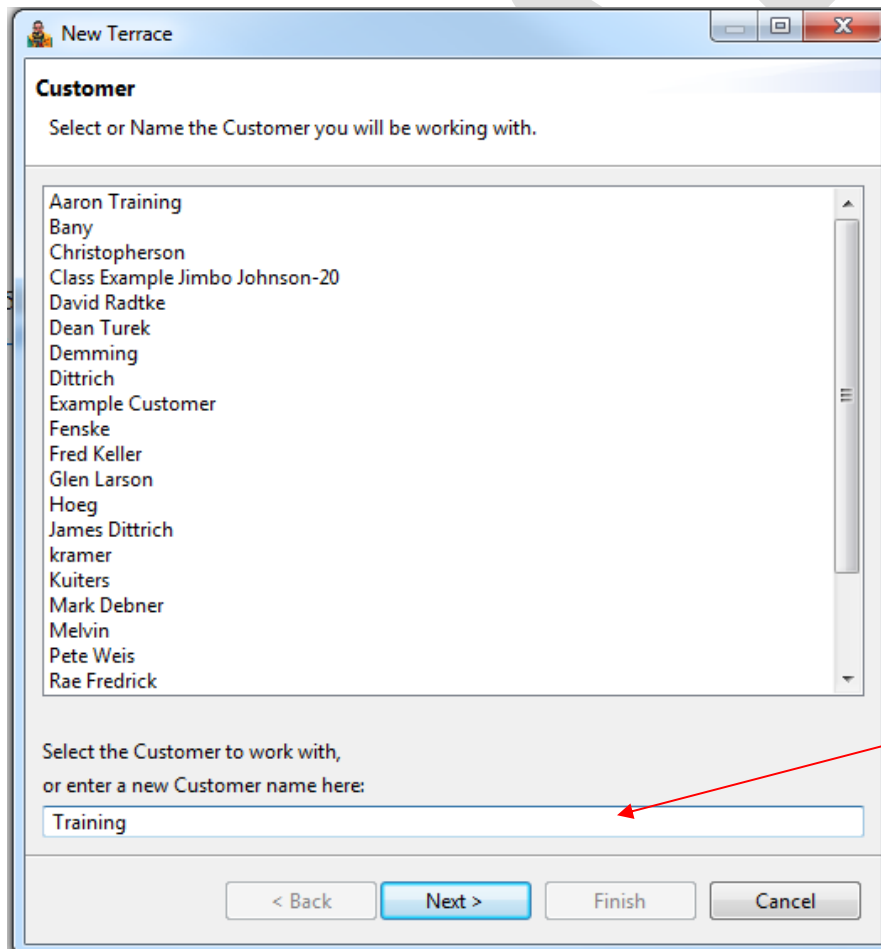 New Terrace
Customer
Select or Name the Customer you will be working with.
Aaron Training
Bany
Christopherson
Class Example Jimbo Johnson-20
David Radtke
Dean Turek
Demming
Dittrich
Example Customer
Fenske
Fred Keller
Glen Larson
Hoeg
James Dittrich
kramer
Kuiters
Mark Debner
Melvin
Pete Weis
Rae Fredrick
Select the Customer to work with,
or enter a new Customer name here:
Training
< Back Next > Finish Cancel